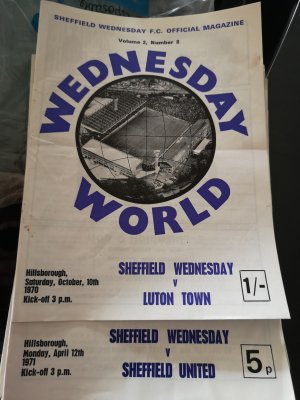 SHEFFIELD WEDNESDAY F.C. OFFICIAL MAGAZINE
Volume 2, Number 8
WEDNESDAY
WORLD
Hillsborough,
Saturday, October, 10th
1970
Kick-off 3 p.m.
SHEFFIELD WEDNESDAY
v
LUTON TOWN
1/-
Hillsborough,
Monday, April 12th
1971
Kick-off 3 p.m.
SHEFFIELD WEDNESDAY
v
SHEFFIELD UNITED
5p